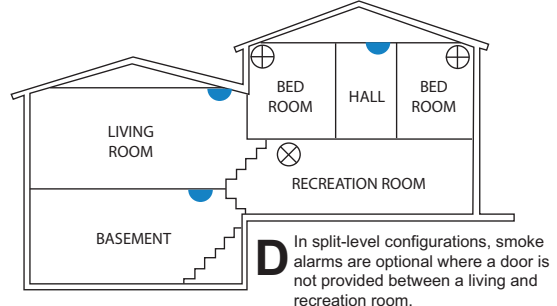 BED
ROOM
HALL
BED
ROOM
LIVING
ROOM
RECREATION ROOM
BASEMENT
D In split-level configurations, smoke
alarms are optional where a door is
not provided between a living and
recreation room.